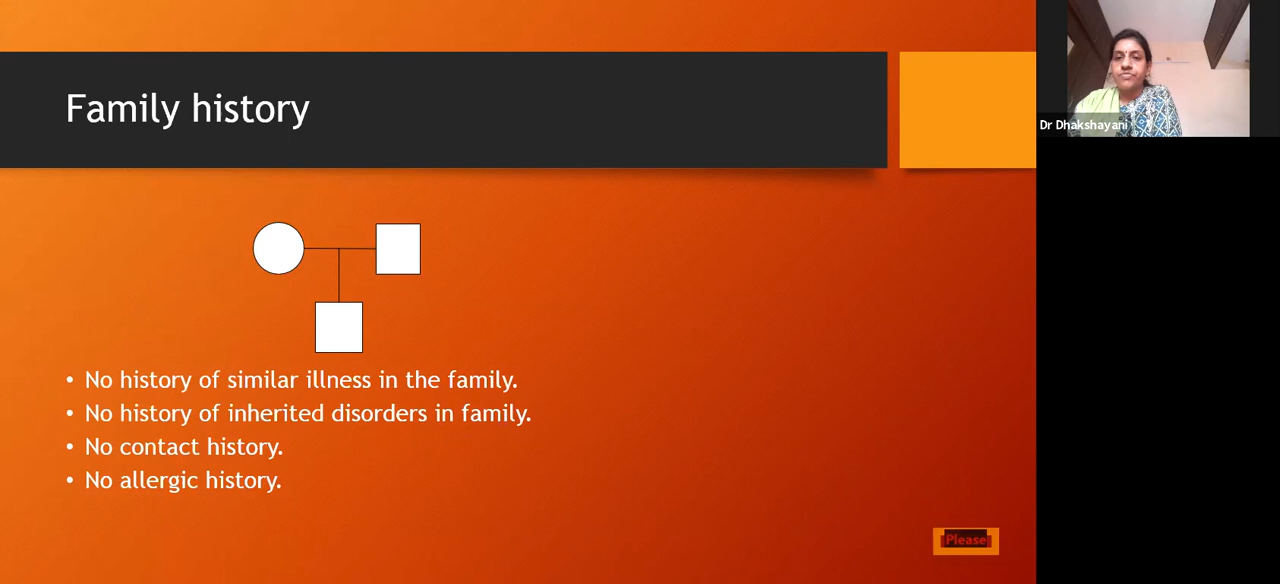 Family history
• No history of similar illness in the family.
• No history of inherited disorders in family.
• No contact history.
• No allergic history.
Please
Dr Dhakshayani